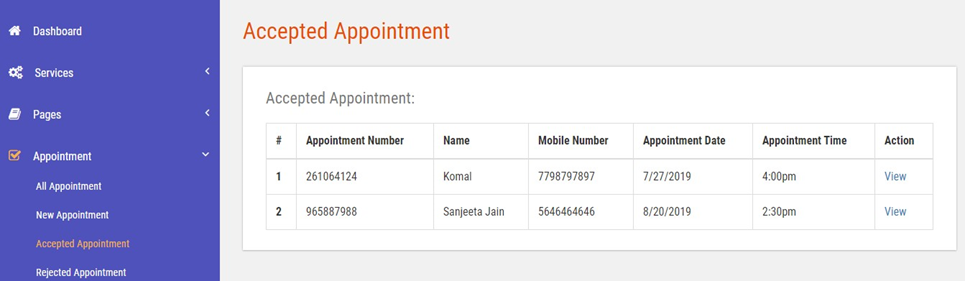 Dashboard
Services
Pages
Appointment
All Appointment
New Appointment
Accepted Appointment
Rejected Appointment
Accepted Appointment
Accepted Appointment:
# Appointment Number Name Mobile Number Appointment Date Appointment Time Action
1 261064124 Komal 7798797897 7/27/2019 4:00pm View
2 965887988 Sanjeeta Jain 5646464646 8/20/2019 2:30pm View